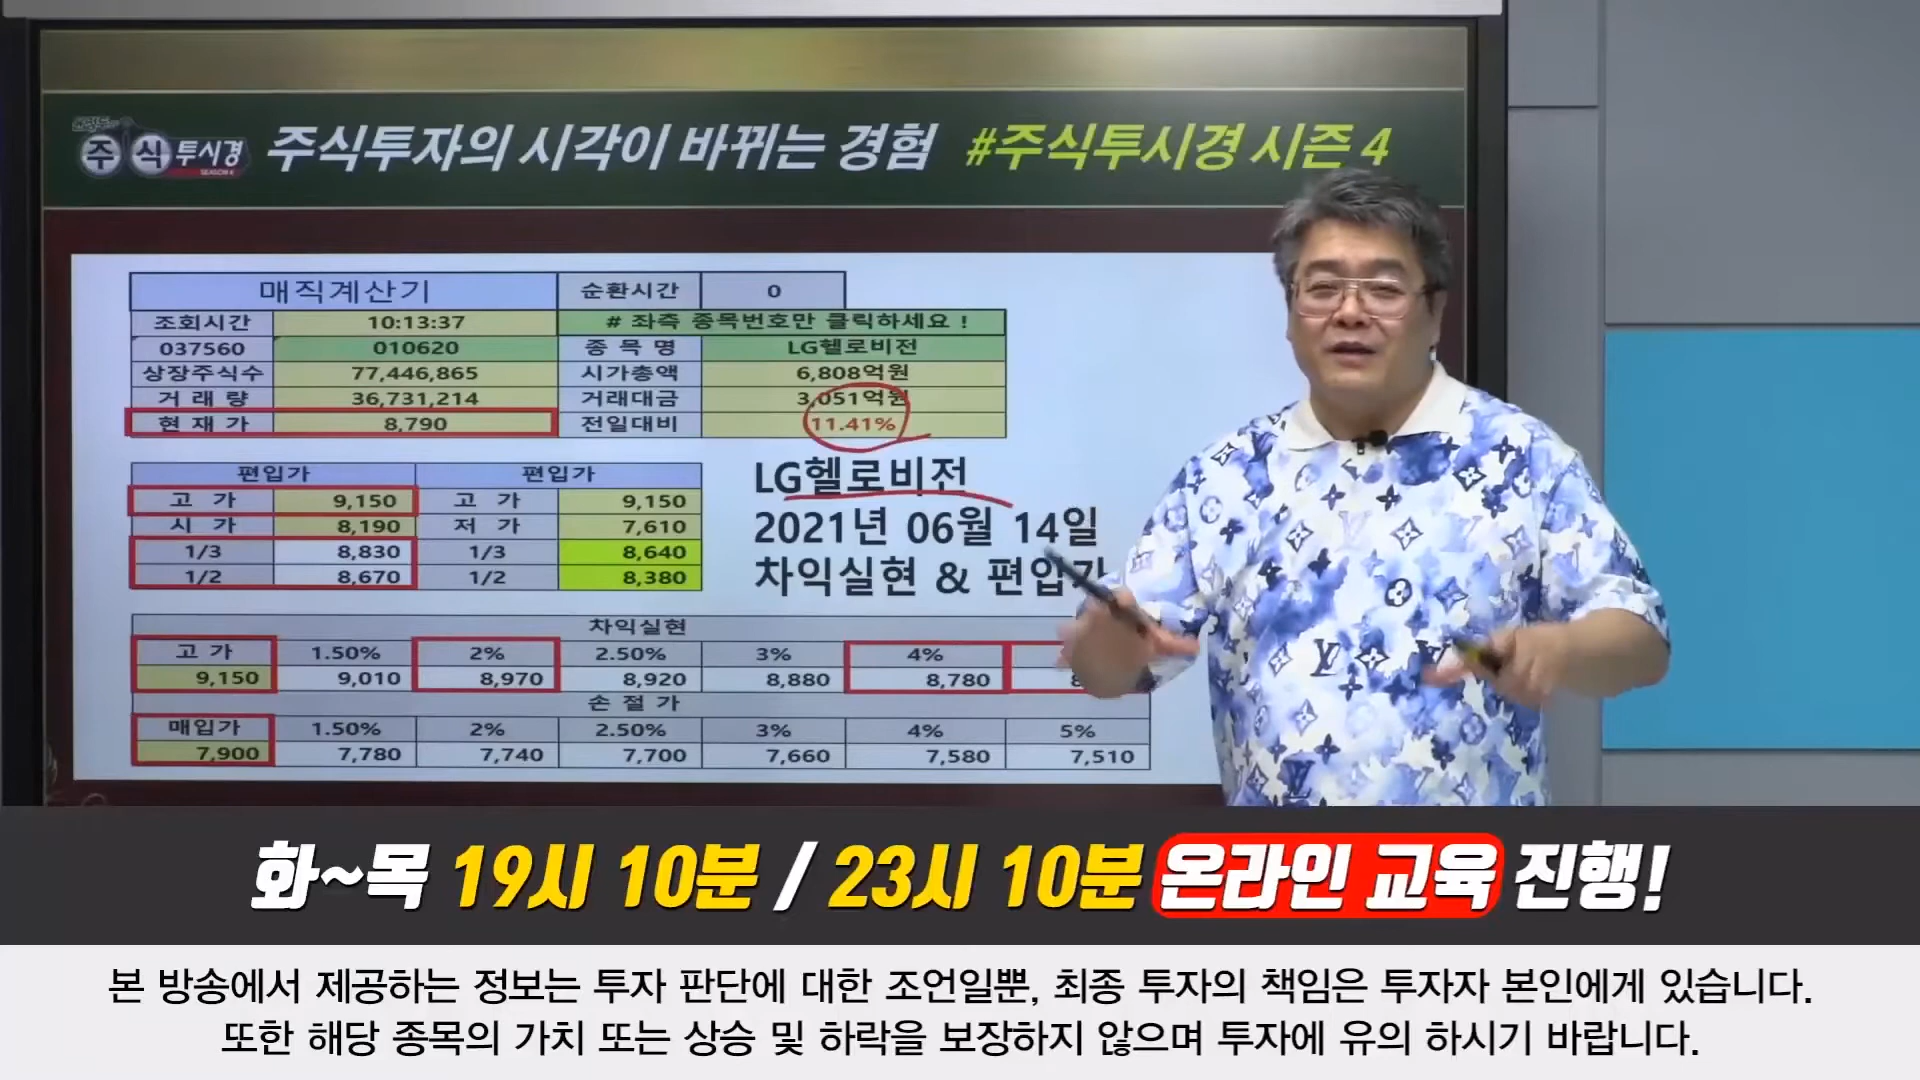 주식투시경 주식투자의 시각이 바뀌는 경험 #주식투시경 시즌 4
SEASON 4
매직계산기 순환시간 0
조회시간 10:13:37 # 좌측 종목번호만 클릭하세요 !
037560 010620 종 목 명 LG헬로비전
상장주식수 77,446,865 시가총액 6,808억원
거 래 량 36,731,214 거래대금 3,051억원
현 재 가 8,790 전일대비 11.41%
편입가 편입가
고 가 9,150 고 가 9,150
시 가 8,190 저 가 7,610
1/3 8,830 1/3 8,640
1/2 8,670 1/2 8,380
LG헬로비전
2021년 06월 14일
차익실현 & 편입가
차익실현
고 가 1.50% 2% 2.50% 3% 4%
9,150 9,010 8,970 8,920 8,880 8,780
손 절 가
매입가 1.50% 2% 2.50% 3% 4% 5%
7,900 7,780 7,740 7,700 7,660 7,580 7,510
화~목 19시 10분 / 23시 10분 온라인 교육 진행!
본 방송에서 제공하는 정보는 투자 판단에 대한 조언일뿐, 최종 투자의 책임은 투자자 본인에게 있습니다.
또한 해당 종목의 가치 또는 상승 및 하락을 보장하지 않으며 투자에 유의 하시기 바랍니다.